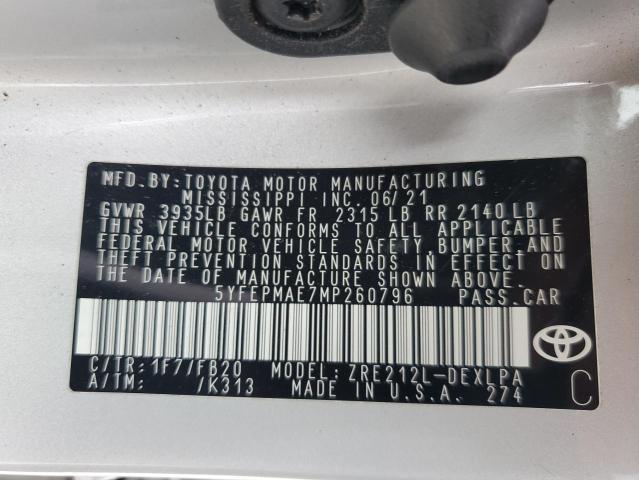 MFD.BY:TOYOTA MOTOR MANUFACTURING
MISSISSIPPI INC. 06/21
GVWR 3935LB GAWR FR 2315 LB RR 2140 LB
THIS VEHICLE CONFORMS TO ALL APPLICABLE
FEDERAL MOTOR VEHICLE SAFETY, BUMPER, AND
THEFT PREVENTION STANDARDS IN EFFECT ON
THE DATE OF MANUFACTURE SHOWN ABOVE.
5YFEPMAE7MP260796 PASS.CAR
C/TR: 1F7/FB20 MODEL: ZRE212L-DEXLPA
A/TM: /K313 MADE IN U.S.A. 274 C